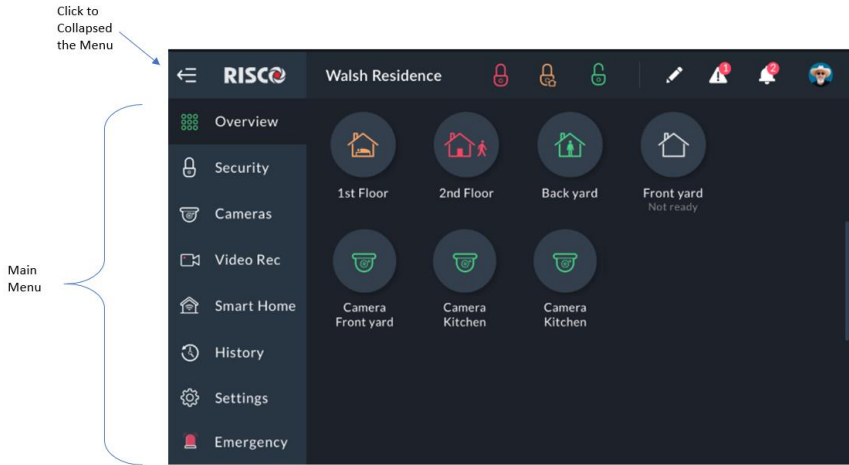 Click to
Collapsed
the Menu
RISCO
Walsh Residence
1
2
Overview
Security
Cameras
Video Rec
Smart Home
History
Settings
Emergency
Main
Menu
1st Floor
2nd Floor
Back yard
Front yard
Not ready
Camera
Front yard
Camera
Kitchen
Camera
Kitchen